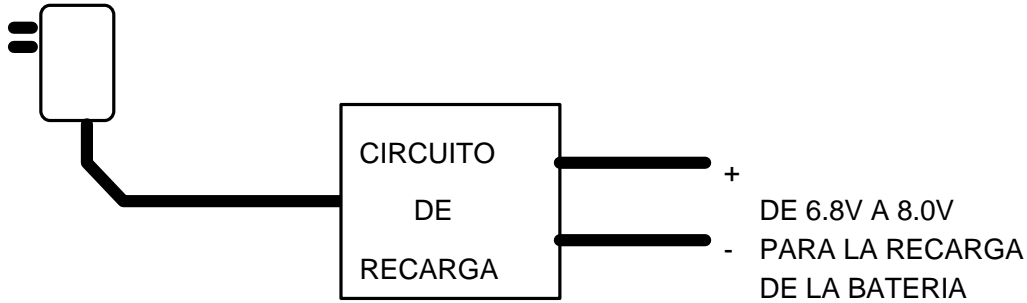 CIRCUITO
DE
RECARGA
+
DE 6.8V A 8.0V
- PARA LA RECARGA
DE LA BATERIA